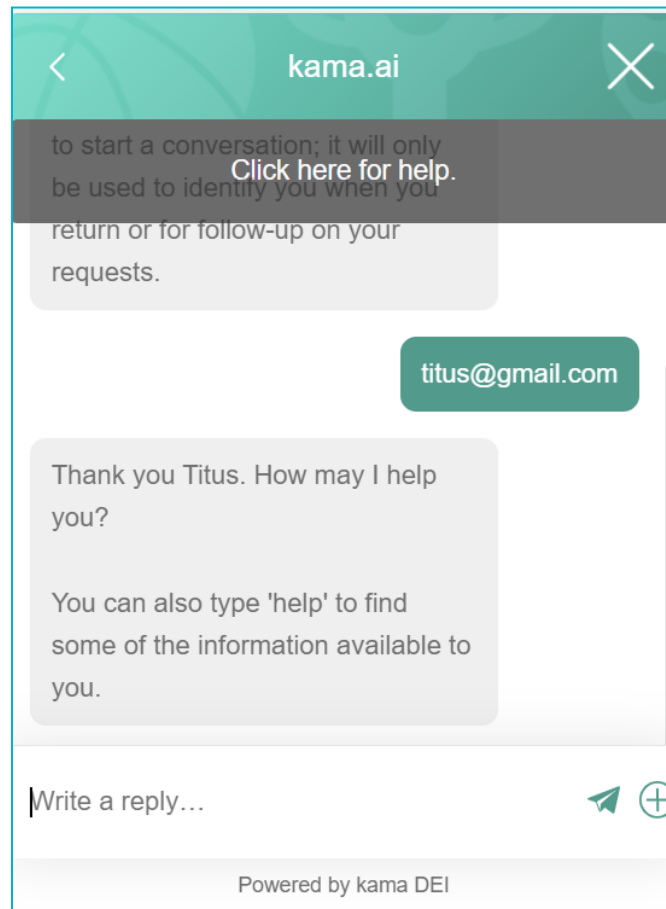 kama.ai
to start a conversation; it will only
Click here for help.
be used to identify you when you
return or for follow-up on your
requests.
titus@gmail.com
Thank you Titus. How may I help
you?
You can also type 'help' to find
some of the information available to
you.
Write a reply…
Powered by kama DEI